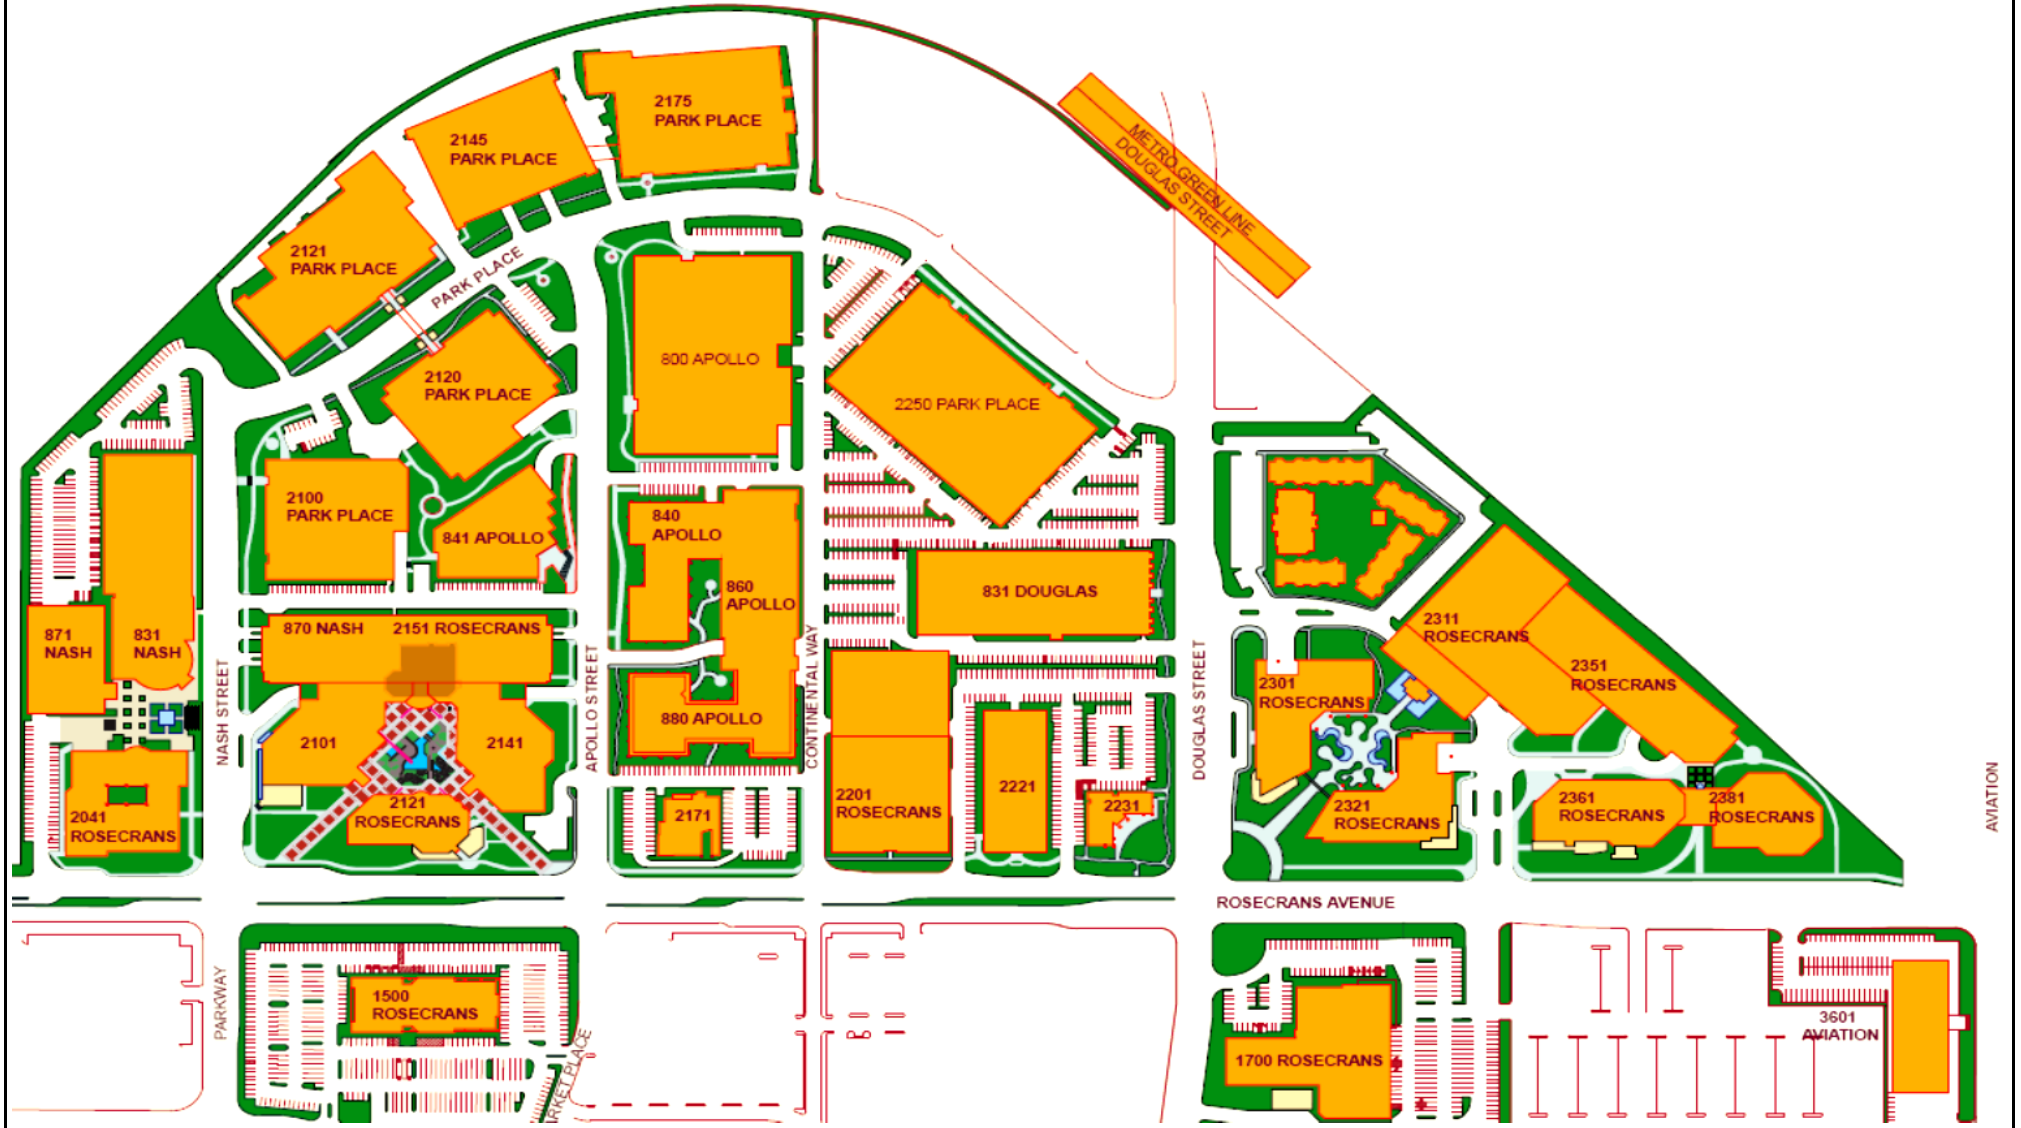 2175
PARK PLACE
2145
PARK PLACE
METRO GREEN LINE
DOUGLAS STREET
2121
PARK PLACE
PARK PLACE
800 APOLLO
2120
PARK PLACE
2250 PARK PLACE
2100
PARK PLACE
841 APOLLO
840
APOLLO
860
APOLLO
831 DOUGLAS
871
NASH
831
NASH
870 NASH
2151 ROSECRANS
2311
ROSECRANS
2351
ROSECRANS
2301
ROSECRANS
NASH STREET
APOLLO STREET
CONTINENTAL WAY
DOUGLAS STREET
880 APOLLO
2101
2141
2041
ROSECRANS
2121
ROSECRANS
2171
2201
ROSECRANS
2221
2231
2321
ROSECRANS
2361
ROSECRANS
2381
ROSECRANS
AVIATION
ROSECRANS AVENUE
PARKWAY
1500
ROSECRANS
ARKET PLACE
1700 ROSECRANS
3601
AVIATION